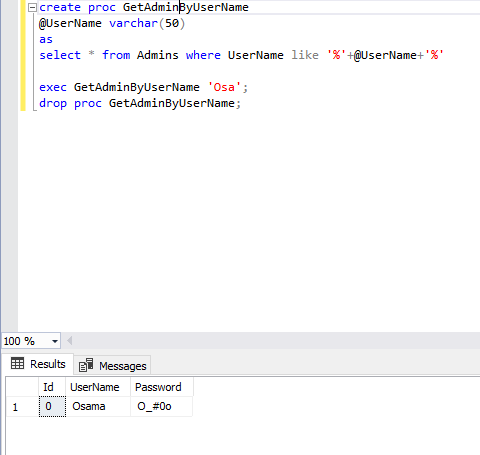 create proc GetAdminByUserName
@UserName varchar(50)
as
select * from Admins where UserName like '%'+@UserName+'%'
exec GetAdminByUserName 'Osa';
drop proc GetAdminByUserName;
100 %
Results Messages
Id UserName Password
1 0 Osama O_#0o